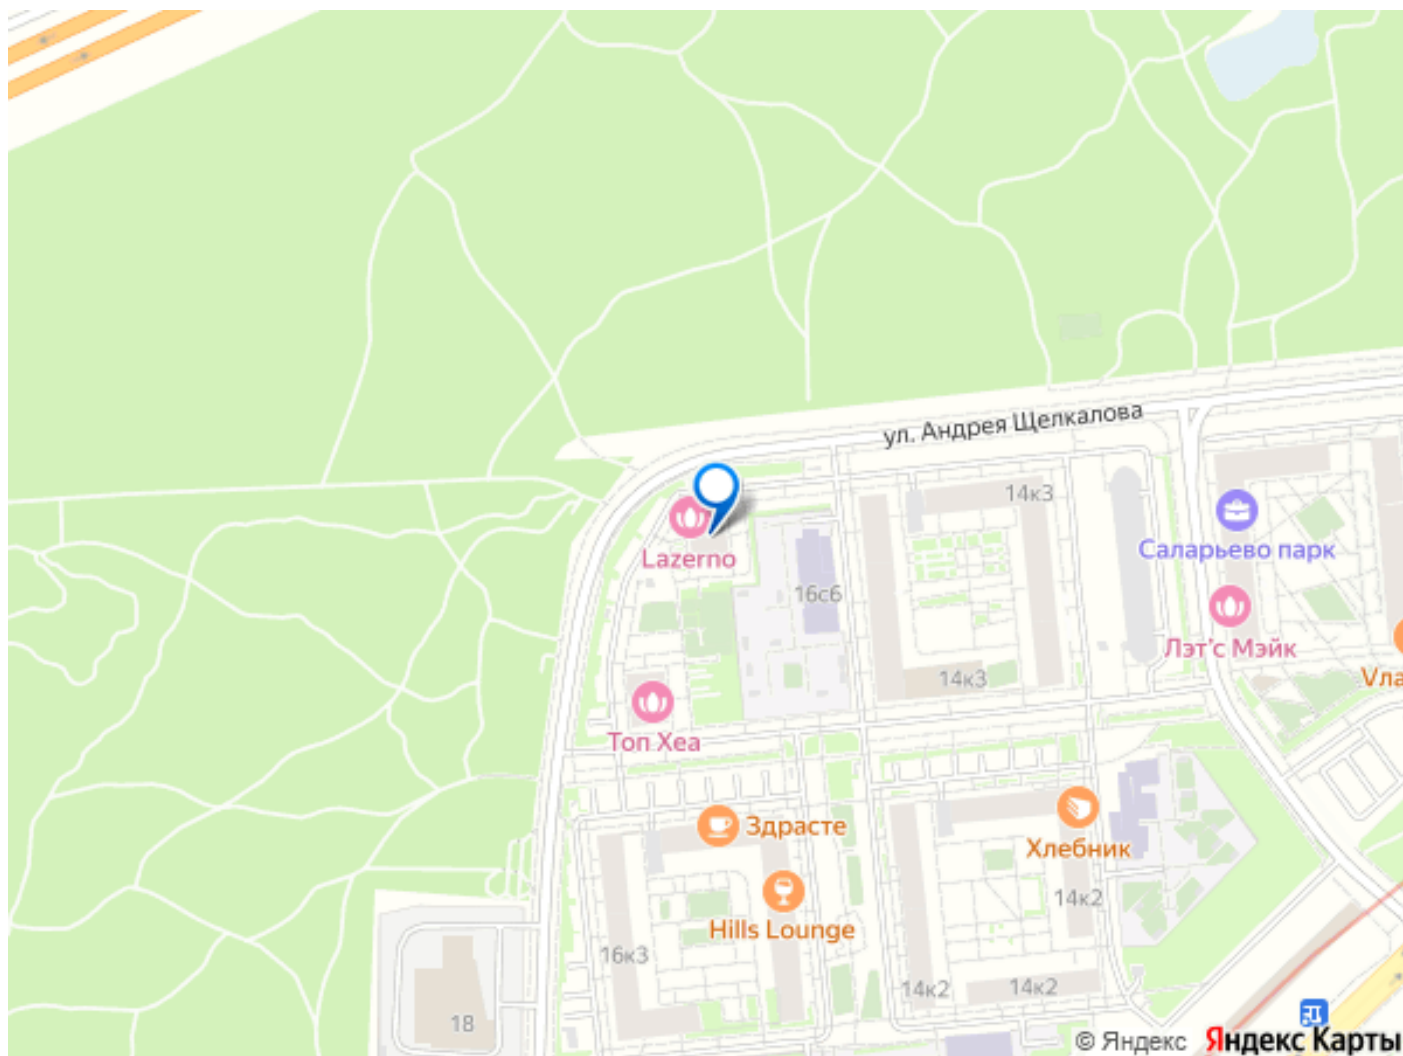 ул. Андрея Щелкалова
14к3
Lazerno
Саларьево парк
16с6
Лэт'с Мэйк
14к3
Vла
Топ Хеа
Здрасте
Хлебник
14к2
Hills Lounge
16к3
14к2
14к2
18
© Яндекс Яндекс Карты